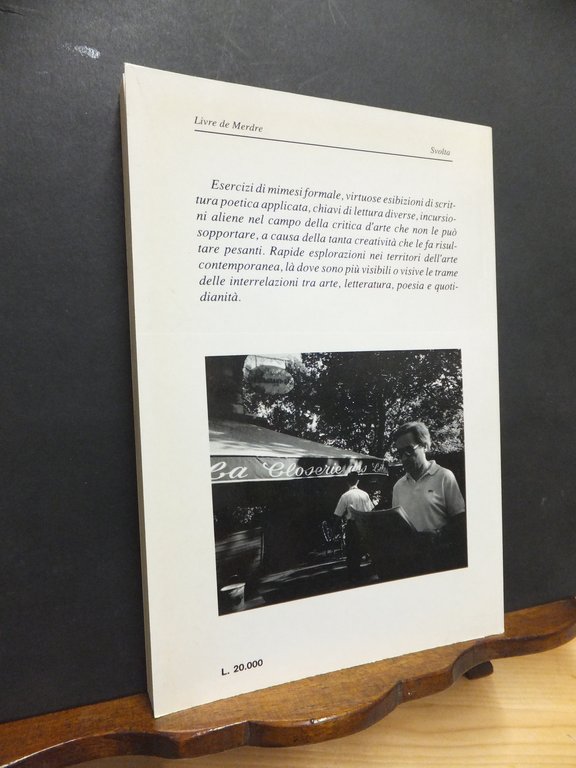 Livre de Merdre
Svolta
Esercizi di mimesi formale, virtuose esibizioni di scrit-
tura poetica applicata, chiavi di lettura diverse, incursio-
ni aliene nel campo della critica d'arte che non le può
sopportare, a causa della tanta creatività che le fa risul-
tare pesanti. Rapide esplorazioni nei territori dell'arte
contemporanea, là dove sono più visibili o visive le trame
delle interrelazioni tra arte, letteratura, poesia e quoti-
dianità.
La Closerie des
L. 20.000